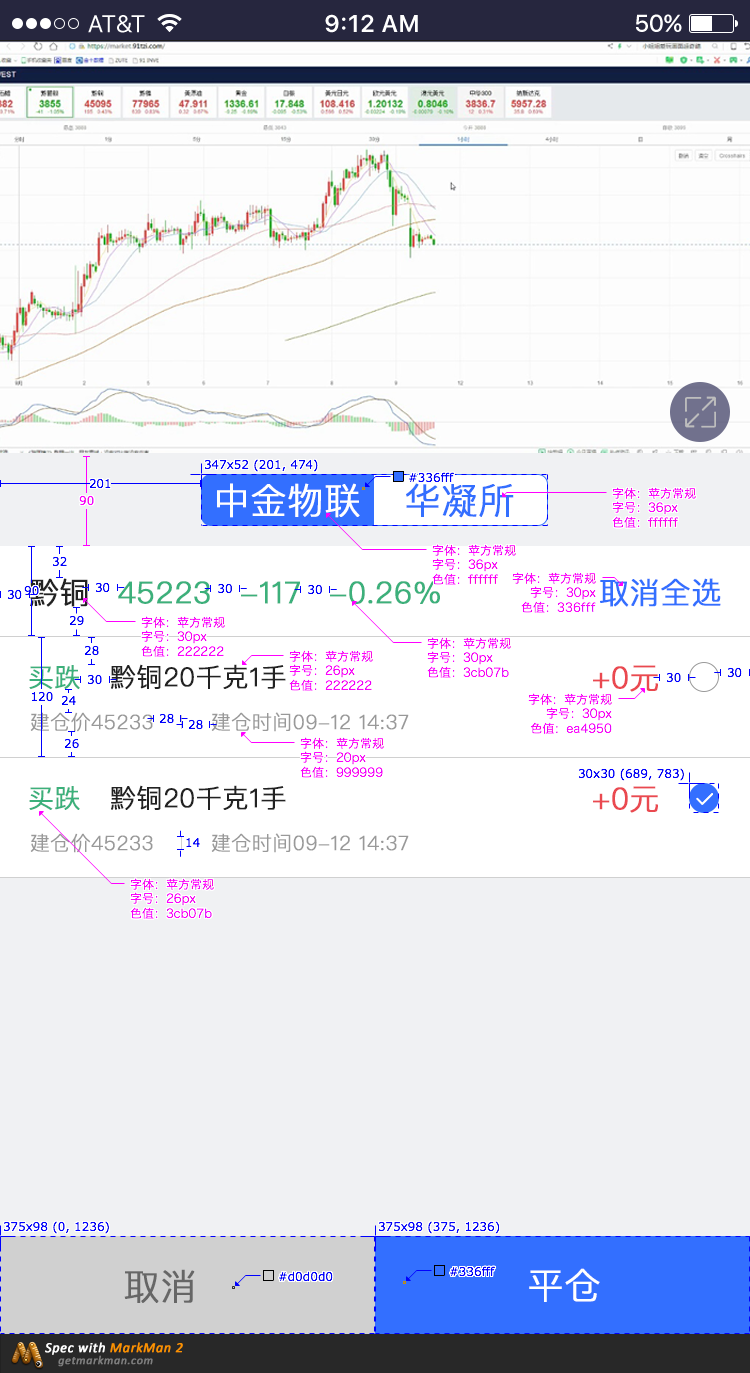 AT&T 9:12 AM 50%
https://market.91tzi.com/
3855 45095 77965 47.911 1336.61 17.848 108.416 1.20132 0.8046 3836.7 5957.28
Crosshairs
347x52 (201, 474)
201
#336fff
90
中金物联 华凝所
字体：苹方常规
字号：36px
色值：ffffff
字体：苹方常规
字号：36px
色值：ffffff
字体：苹方常规
字号：30px
色值：336fff
32
30 90 黔铜 30 45223 30 -117 30 -0.26% 取消全选
29
字体：苹方常规
字号：30px
色值：222222
字体：苹方常规
字号：30px
色值：3cb07b
28
字体：苹方常规
字号：26px
色值：222222
买跌 30 黔铜20千克1手 +0元 30 30
120 24
字体：苹方常规
字号：30px
色值：ea4950
建仓价45233 28 28 建仓时间09-12 14:37
26
字体：苹方常规
字号：20px
色值：999999
30x30 (689, 783)
买跌 黔铜20千克1手 +0元
建仓价45233 14 建仓时间09-12 14:37
字体：苹方常规
字号：26px
色值：3cb07b
375x98 (0, 1236) 375x98 (375, 1236)
取消 #d0d0d0 #336fff 平仓
Spec with MarkMan 2
getmarkman.com